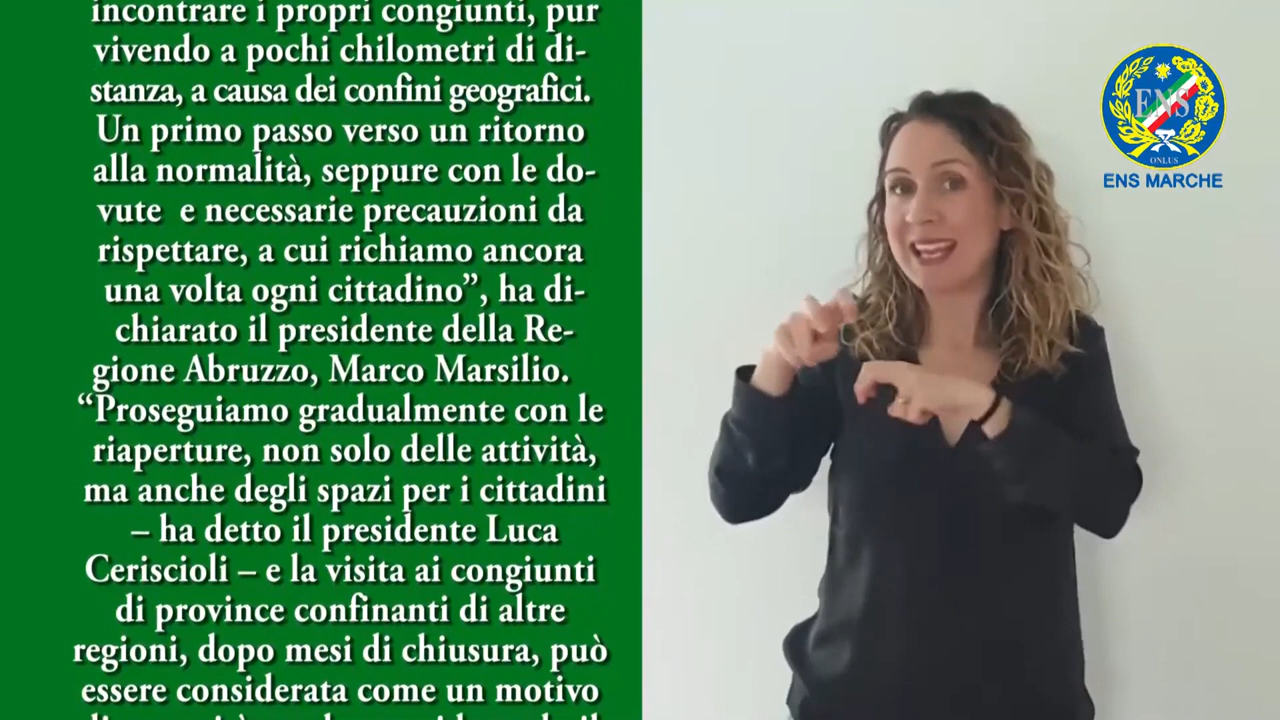 incontrare i propri congiunti, pur
vivendo a pochi chilometri di di-
stanza, a causa dei confini geografici.
Un primo passo verso un ritorno
alla normalità, seppure con le do-
vute  e necessarie precauzioni da
rispettare, a cui richiamo ancora
una volta ogni cittadino”, ha di-
chiarato il presidente della Re-
gione Abruzzo, Marco Marsilio.
“Proseguiamo gradualmente con le
riaperture, non solo delle attività,
ma anche degli spazi per i cittadini
– ha detto il presidente Luca
Ceriscioli – e la visita ai congiunti
di province confinanti di altre
regioni, dopo mesi di chiusura, può
essere considerata come un motivo
ENS
ONLUS
ENS MARCHE